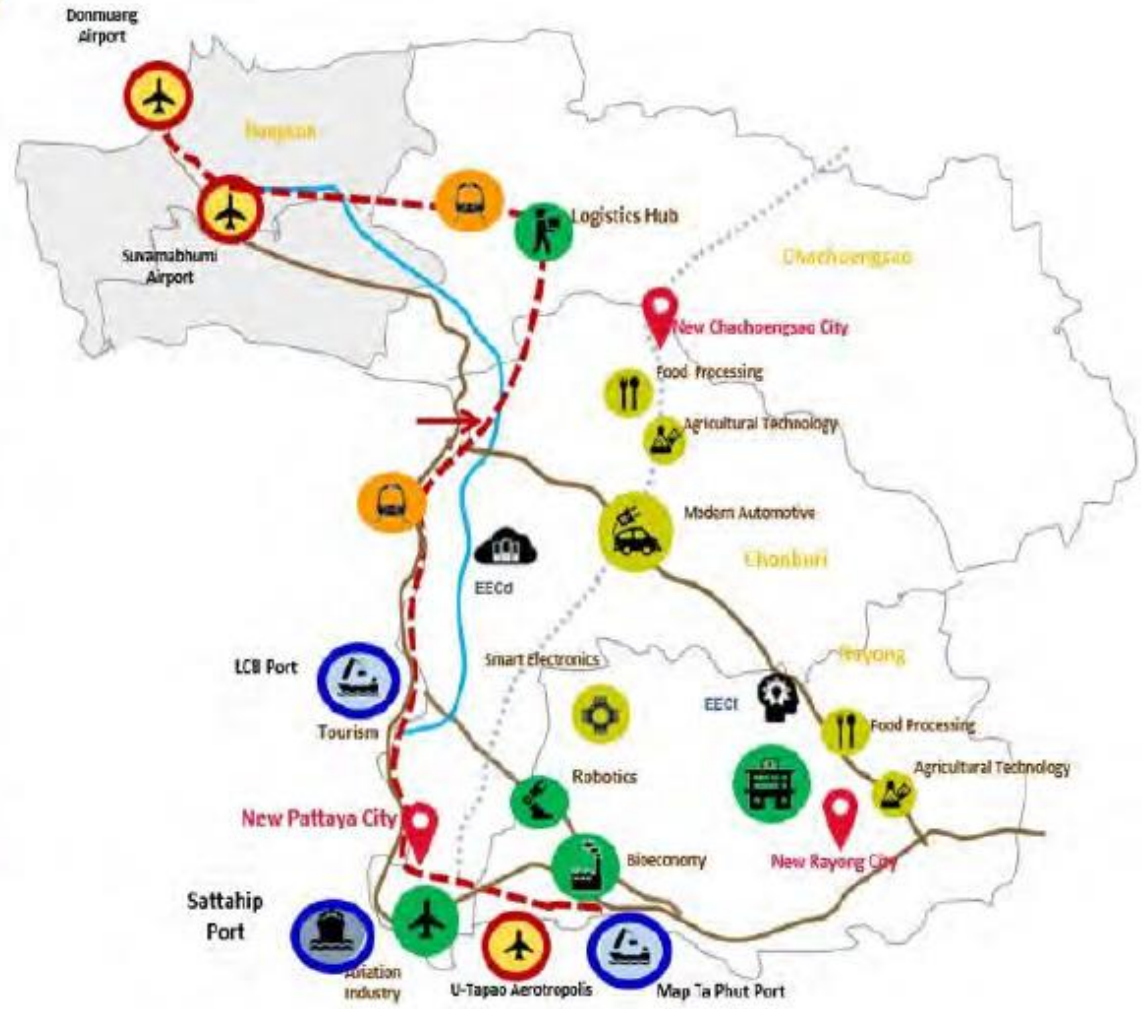 Donmuang
Airport
Bangkok
Suvarnabhumi
Airport
Logistics Hub
Chachoengsao
New Chachoengsao City
Food Processing
Agricultural Technology
Modern Automotive
Chonburi
EECd
LCB Port
Tourism
Smart Electronics
Rayong
EECi
Food Processing
Agricultural Technology
Robotics
New Pattaya City
Bioeconomy
New Rayong City
Sattahip
Port
Aviation
Industry
U-Tapao Aerotropolis
Map Ta Phut Port